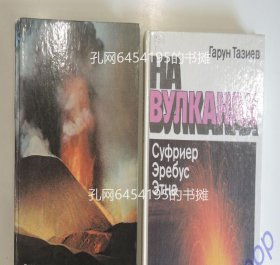 孔网6454195的书摊
Гарун Тазиев
НА
ВУЛКАНАХ
Суфриер
Эребус
Этна
孔网6454195的书摊